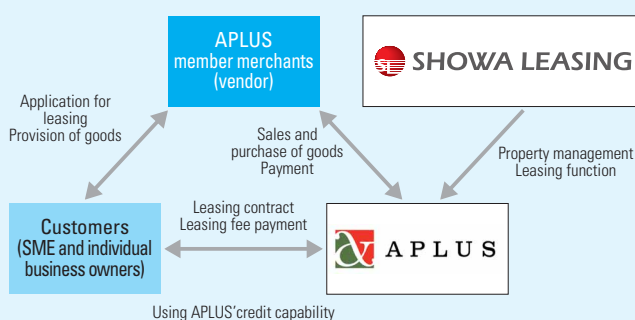 APLUS
member merchants
(vendor)
SL SHOWA LEASING
Application for
leasing
Provision of goods
Sales and
purchase of goods
Payment
Property management
Leasing function
Customers
(SME and individual
business owners)
Leasing contract
Leasing fee payment
APLUS
Using APLUS’credit capability